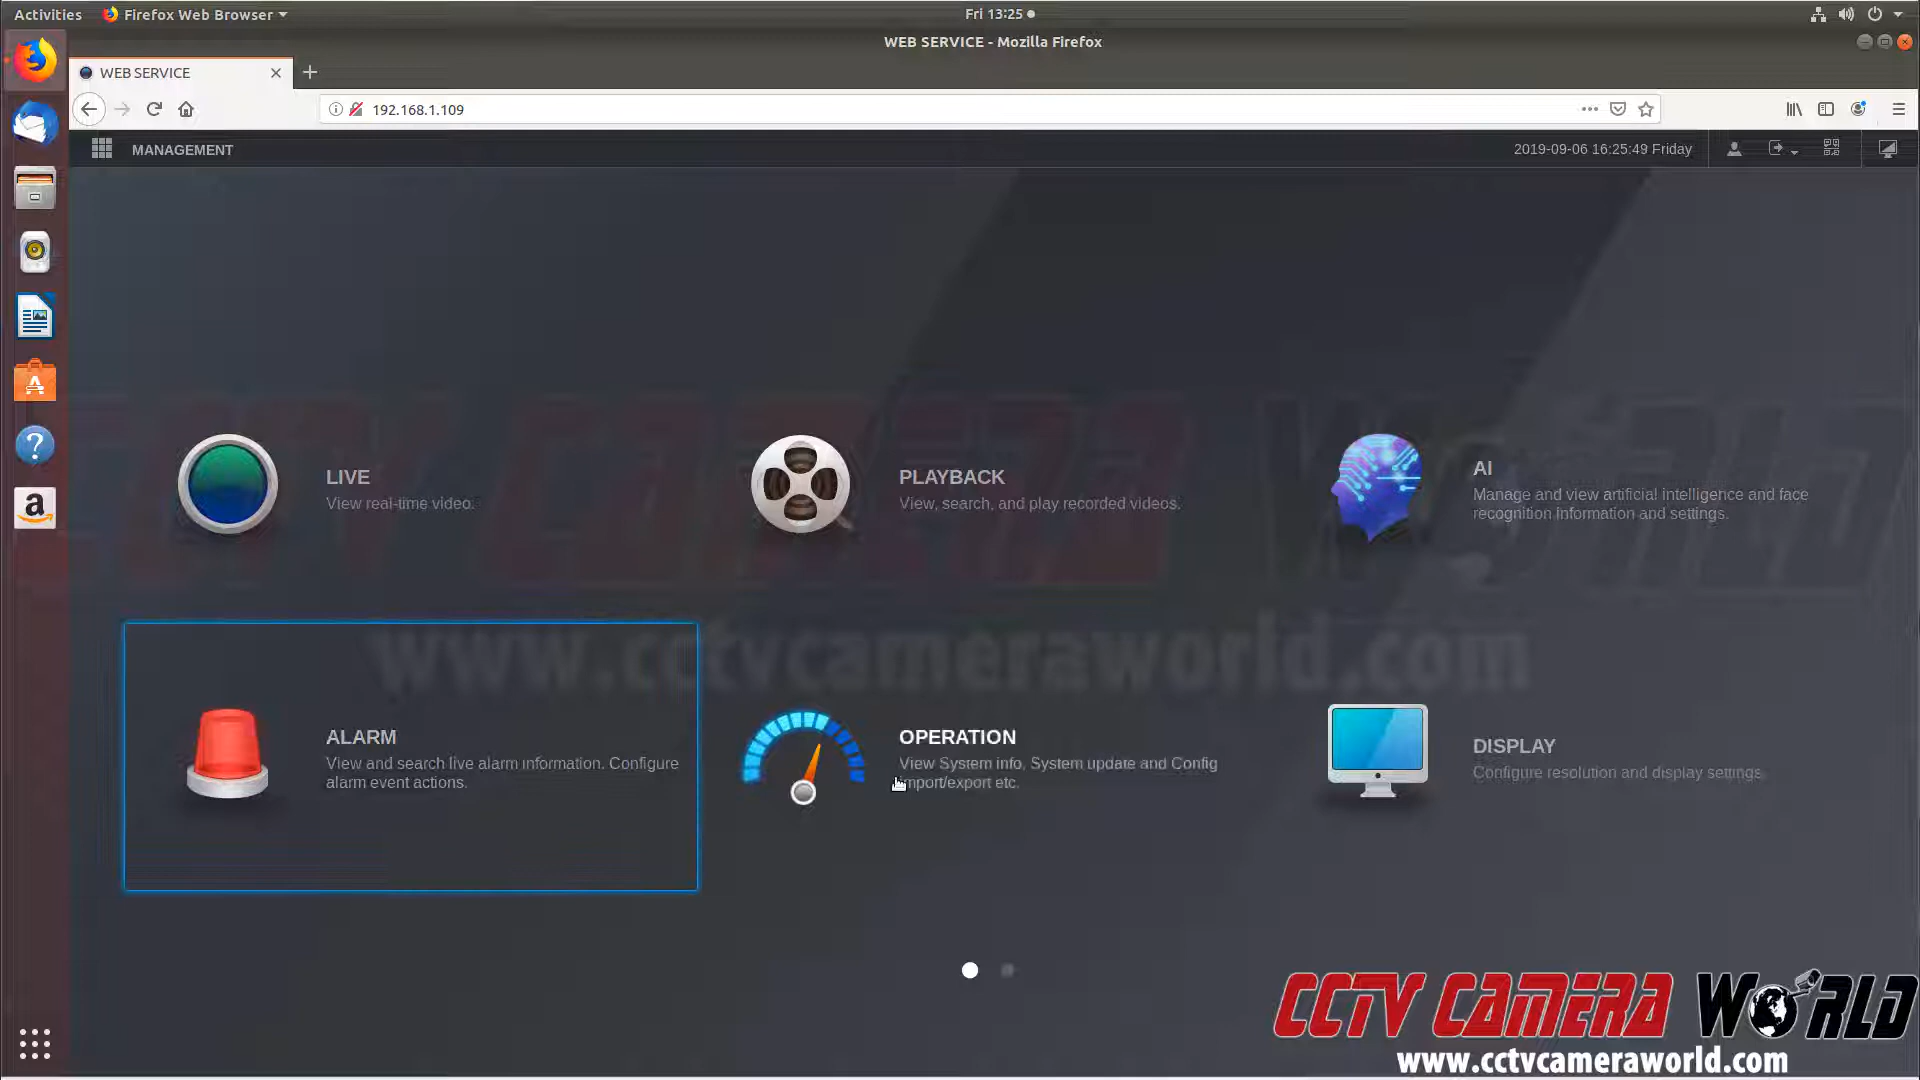 Activities Firefox Web Browser Fri 13:25
WEB SERVICE - Mozilla Firefox
WEB SERVICE
192.168.1.109
MANAGEMENT 2019-09-06 16:25:49 Friday
LIVE
View real-time video.
PLAYBACK
View, search, and play recorded videos.
AI
Manage and view artificial intelligence and face
recognition information and settings.
CCTV CAMERA WORLD
www.cctvcameraworld.com
ALARM
View and search live alarm information. Configure
alarm event actions.
OPERATION
View System info, System update and Config
import/export etc.
DISPLAY
Configure resolution and display settings.
CCTV CAMERA WORLD
www.cctvcameraworld.com